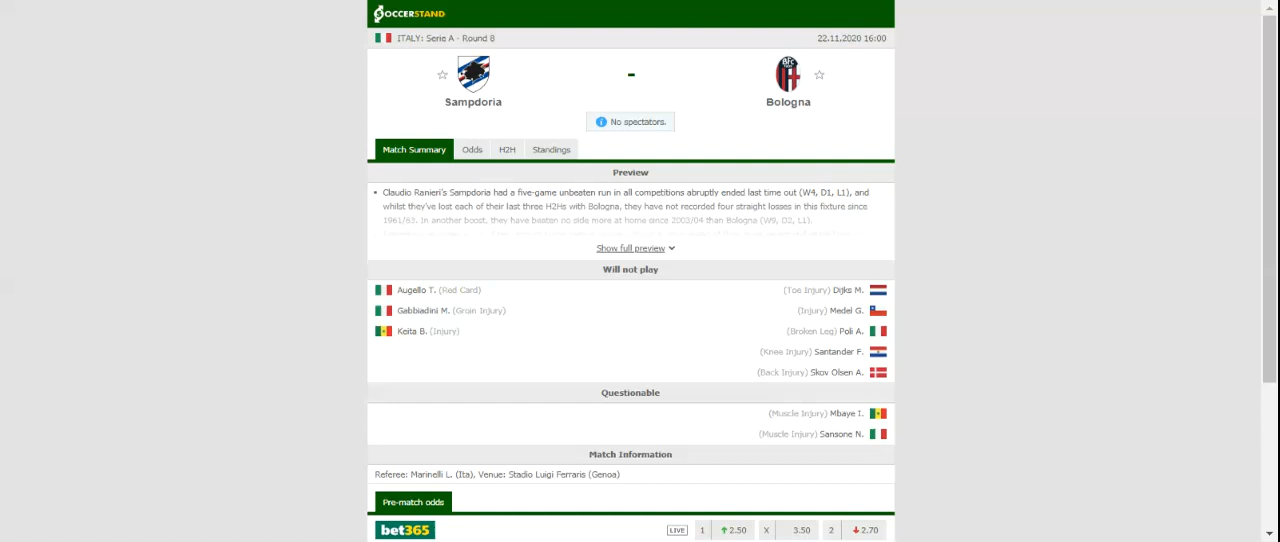 SOCCERSTAND
ITALY: Serie A - Round 8
22.11.2020 16:00
-
Sampdoria
Bologna
No spectators.
Match Summary
Odds
H2H
Standings
Preview
• Claudio Ranieri's Sampdoria had a five-game unbeaten run in all competitions abruptly ended last time out (W4, D1, L1), and
whilst they've lost each of their last three H2Hs with Bologna, they have not recorded four straight losses in this fixture since
1961/63. In another boost, they have beaten no side more at home since 2003/04 than Bologna (W9, D2, L1).
Show full preview
Will not play
Augello T. (Red Card)
(Toe Injury) Dijks M.
Gabbiadini M. (Groin Injury)
(Injury) Medel G.
Keita B. (Injury)
(Broken Leg) Poli A.
(Knee Injury) Santander F.
(Back Injury) Skov Olsen A.
Questionable
(Muscle Injury) Mbaye I.
(Muscle Injury) Sansone N.
Match Information
Referee: Marinelli L. (Ita), Venue: Stadio Luigi Ferraris (Genoa)
Pre-match odds
bet365
LIVE
1 2.50
X 3.50
2 2.70